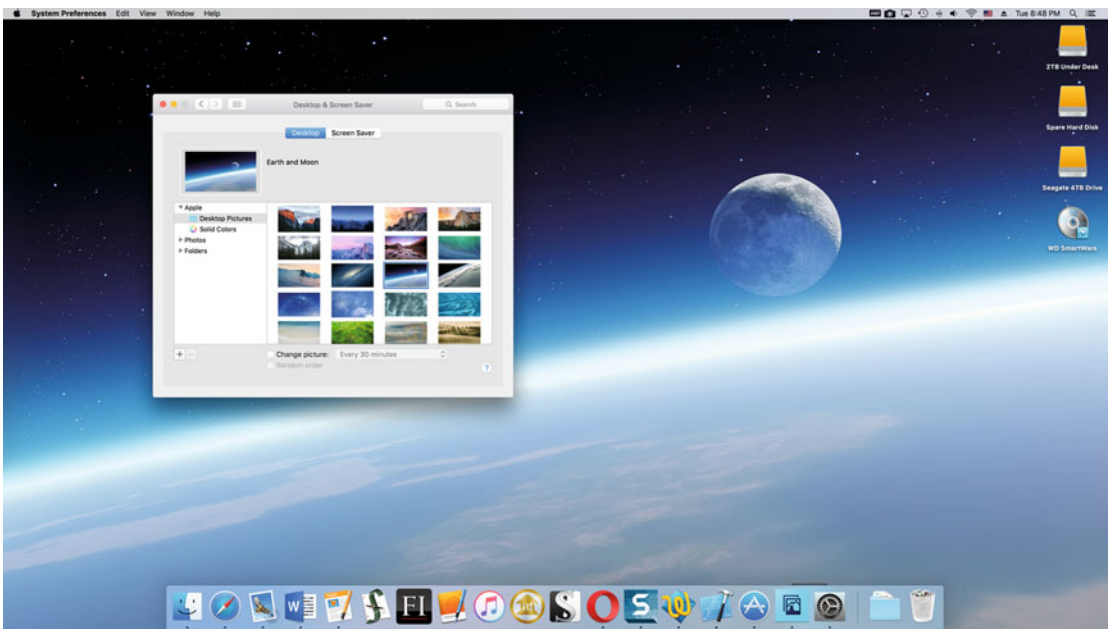 System Preferences Edit View Window Help
Tue 8:48 PM
2TB Under Desk
Spare Hard Disk
Seagate 4TB Drive
WD SmartWare
Desktop & Screen Saver
Search
Desktop Screen Saver
Earth and Moon
Apple
Desktop Pictures
Solid Colors
Photos
Folders
Change picture: Every 30 minutes
Random order
?
W
FI
S
S